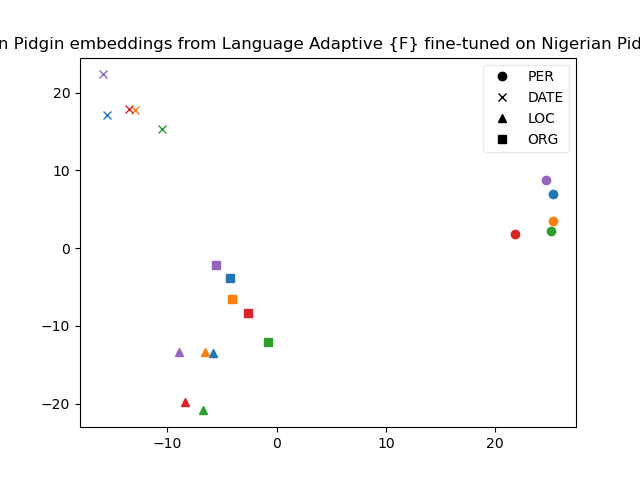 Pidgin embeddings from Language Adaptive {F} fine-tuned on Nigerian
PER
DATE
LOC
ORG
20
10
0
−10
−20
−10
0
10
20